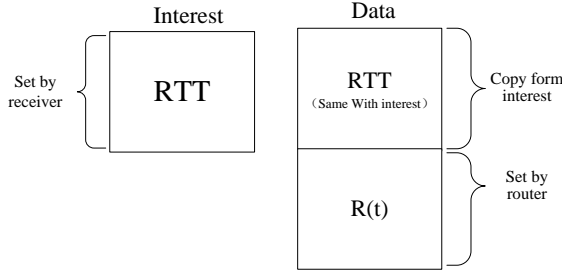 Interest
Data
Set by
receiver
RTT
RTT
（Same With interest）
Copy form
interest
R(t)
Set by
router